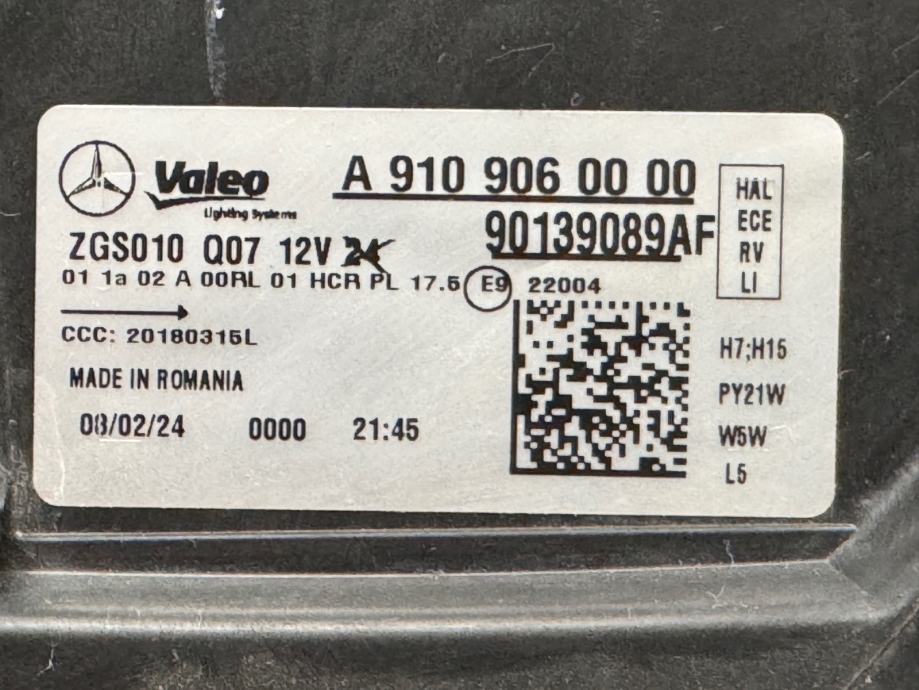 Valeo
Lighting Systems
A 910 906 00 00
90139089AF
HAL
ECE
RV
LI
ZGS010 Q07 12V 24
01 1a 02 A 00RL 01 HCR PL 17.5 E9 22004
CCC: 20180315L
MADE IN ROMANIA
08/02/24 0000 21:45
H7;H15
PY21W
W5W
L5